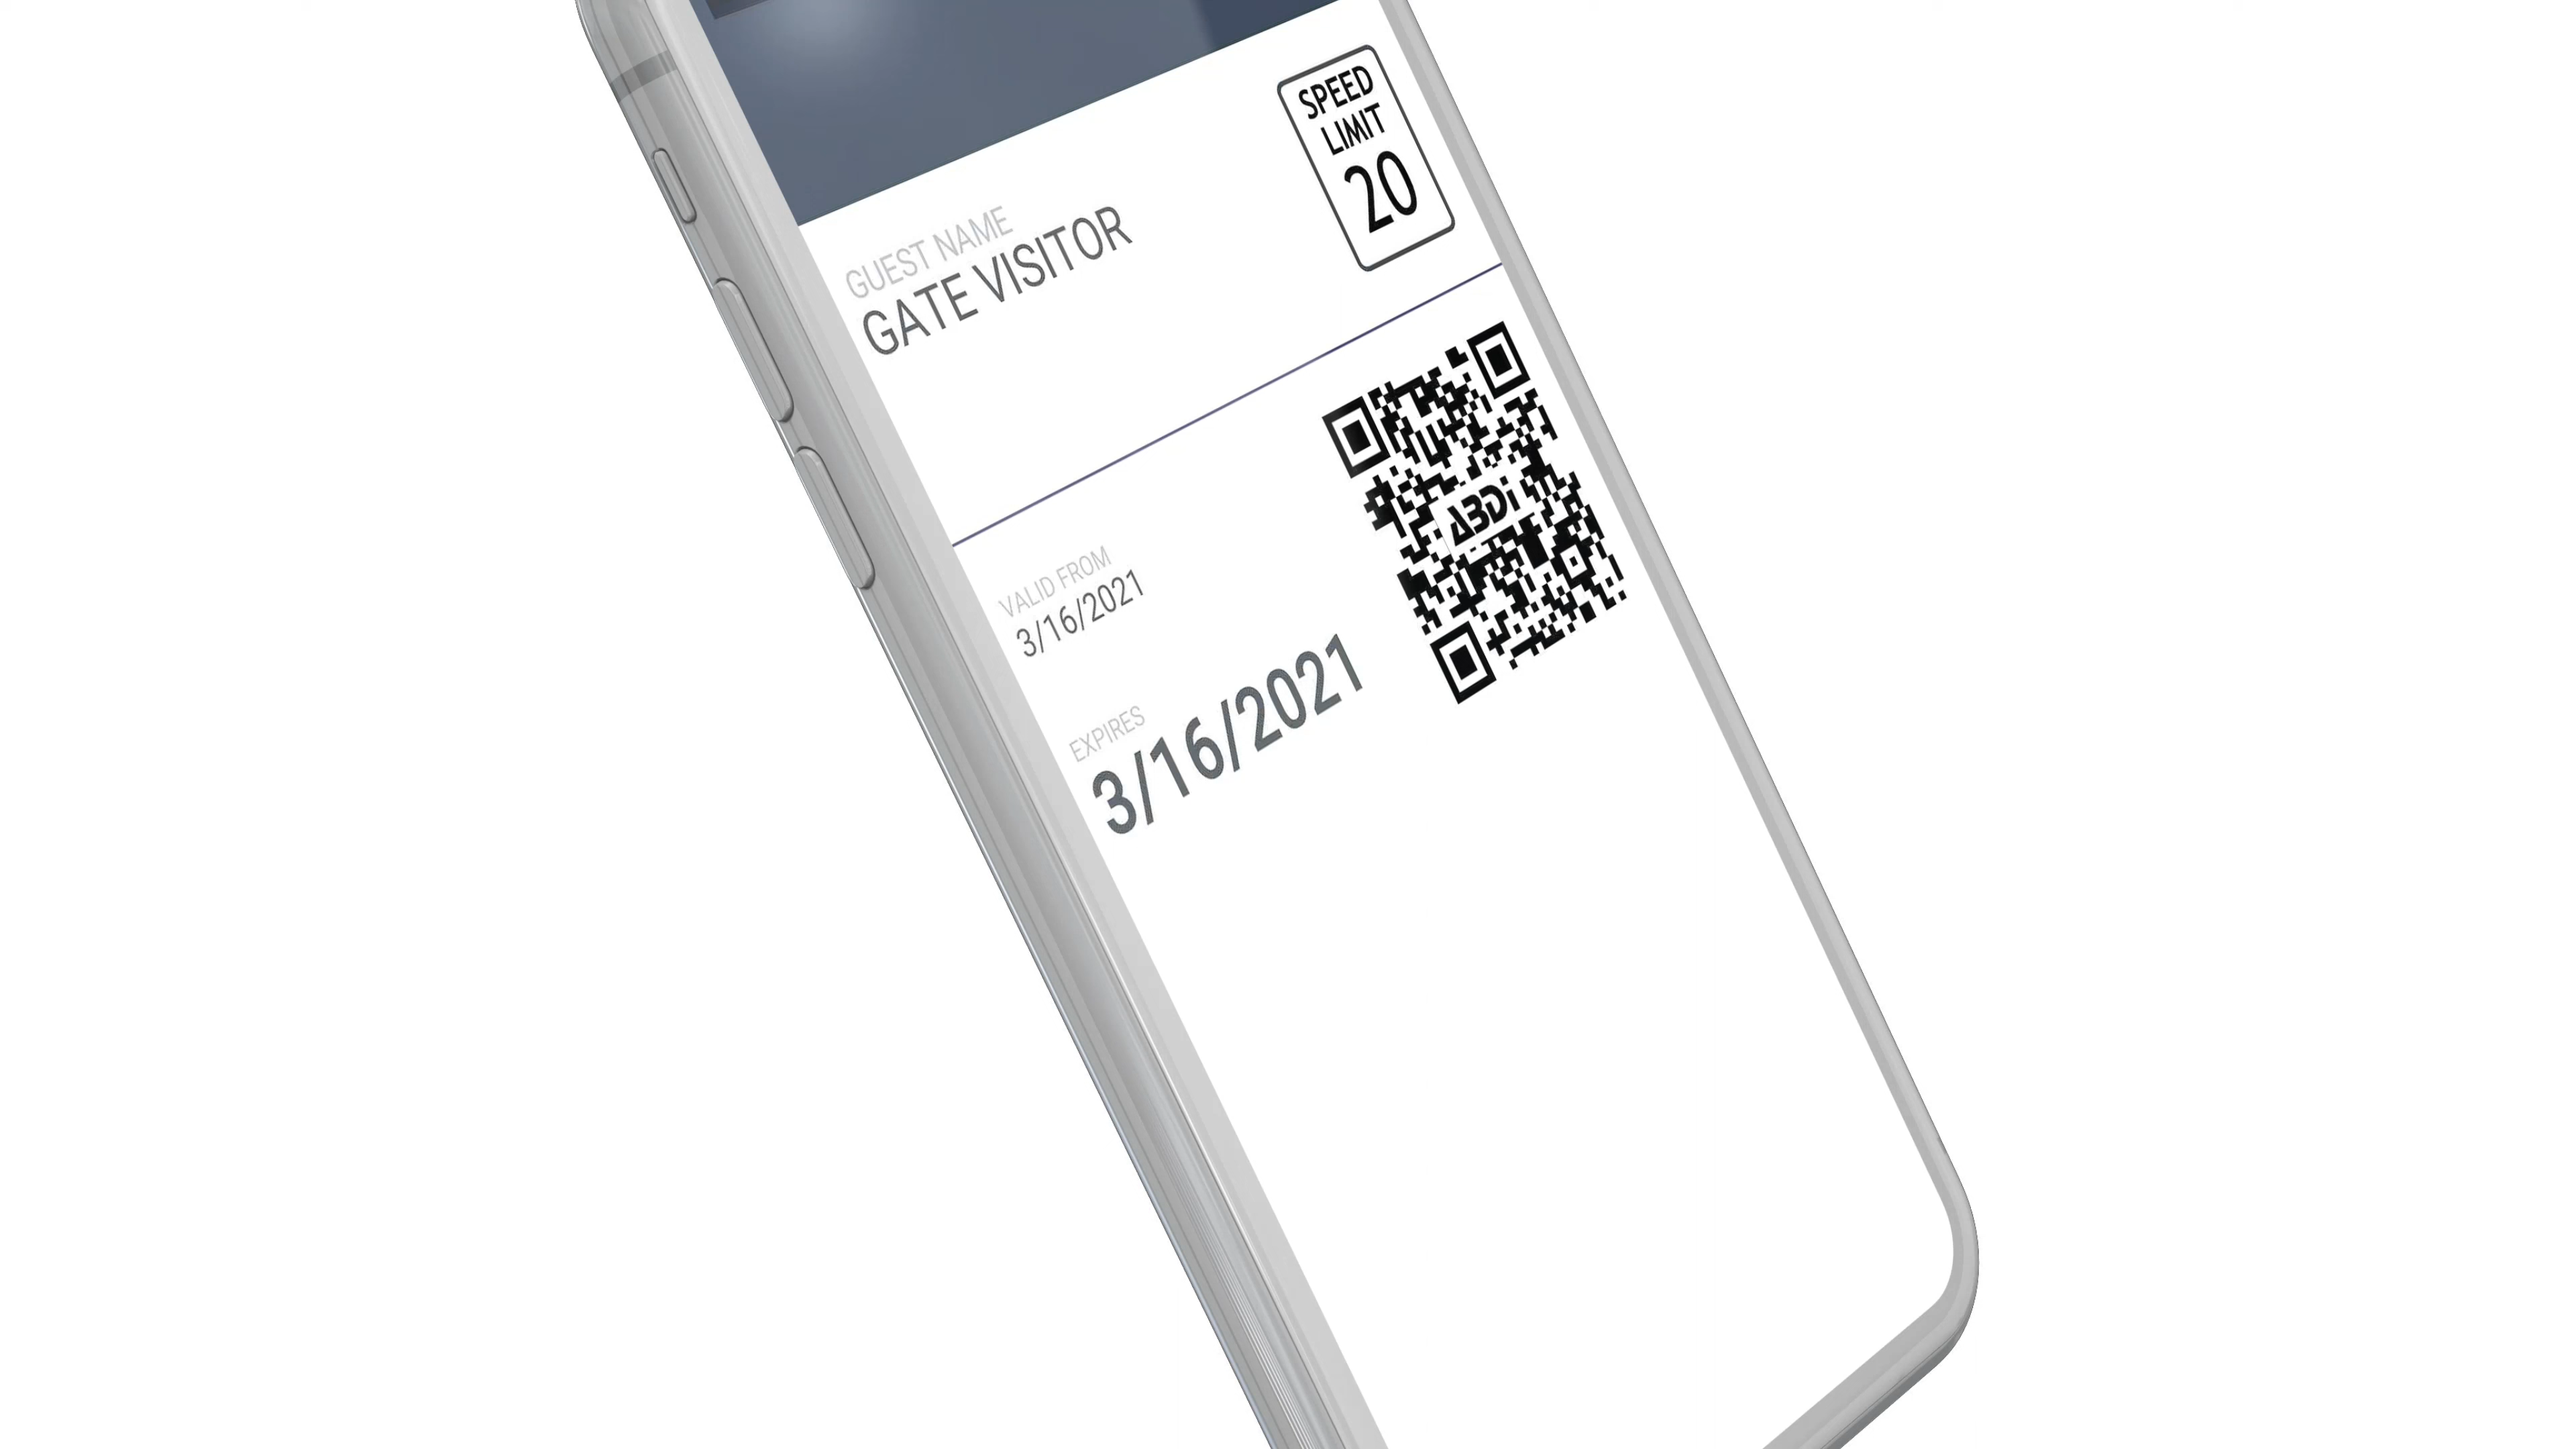 SPEED
LIMIT
20
GUEST NAME
GATE VISITOR
VALID FROM
3/16/2021
EXPIRES
3/16/2021
ABDi